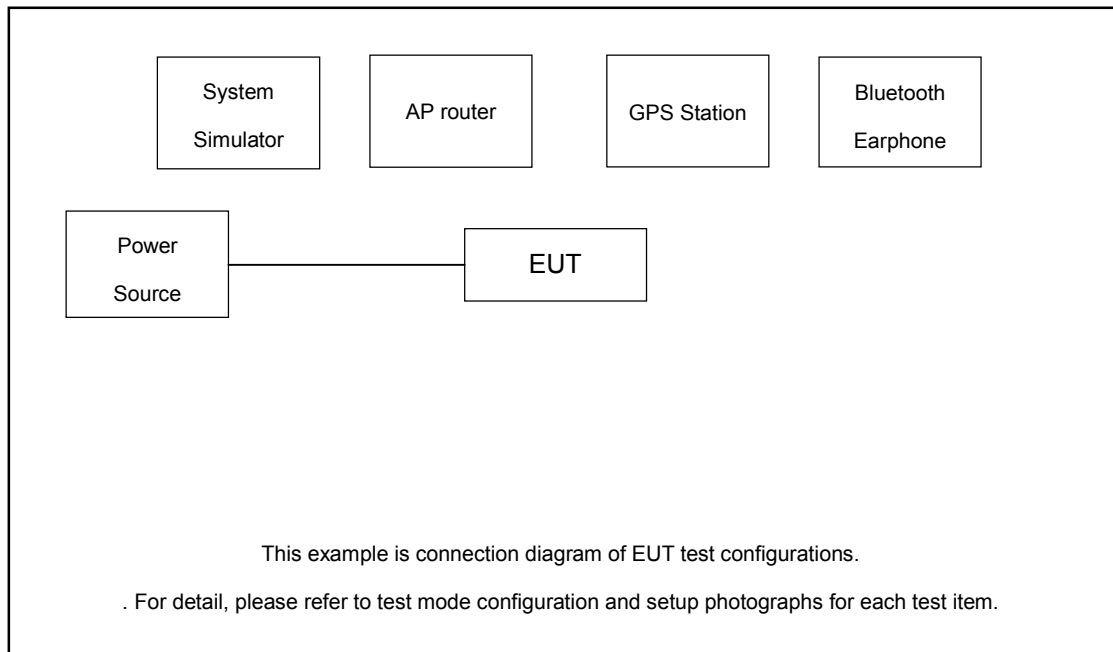 System
Simulator
AP router
GPS Station
Bluetooth
Earphone
Power
Source
EUT
This example is connection diagram of EUT test configurations.
. For detail, please refer to test mode configuration and setup photographs for each test item.